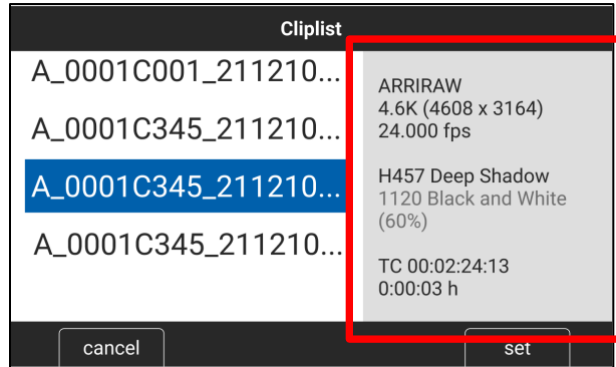 Cliplist
A_0001C001_211210...
A_0001C345_211210...
A_0001C345_211210...
A_0001C345_211210...
ARRIRAW
4.6K (4608 x 3164)
24.000 fps
H457 Deep Shadow
1120 Black and White
(60%)
TC 00:02:24:13
0:00:03 h
cancel
set